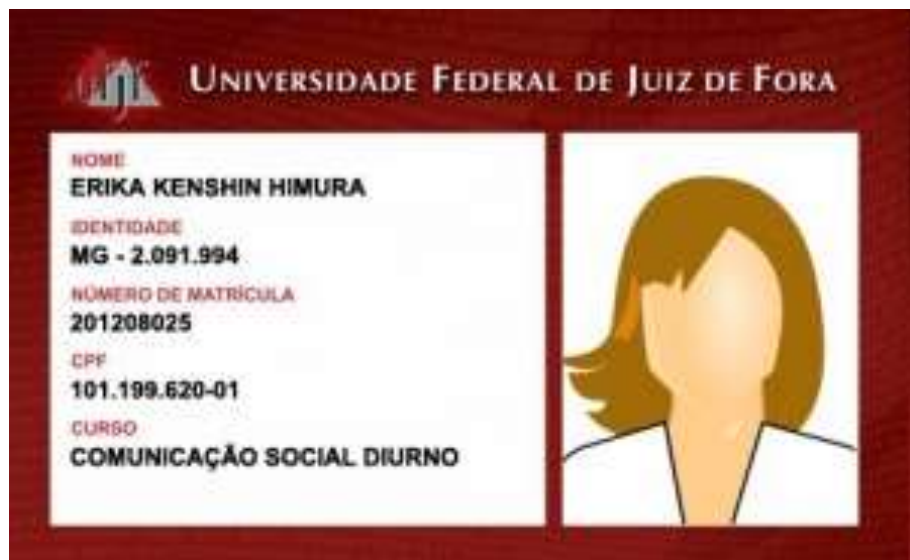 UNIVERSIDADE FEDERAL DE JUIZ DE FORA
NOME
ERIKA KENSHIN HIMURA
IDENTIDADE
MG - 2.091.994
NÚMERO DE MATRÍCULA
201208025
CPF
101.199.620-01
CURSO
COMUNICAÇÃO SOCIAL DIURNO